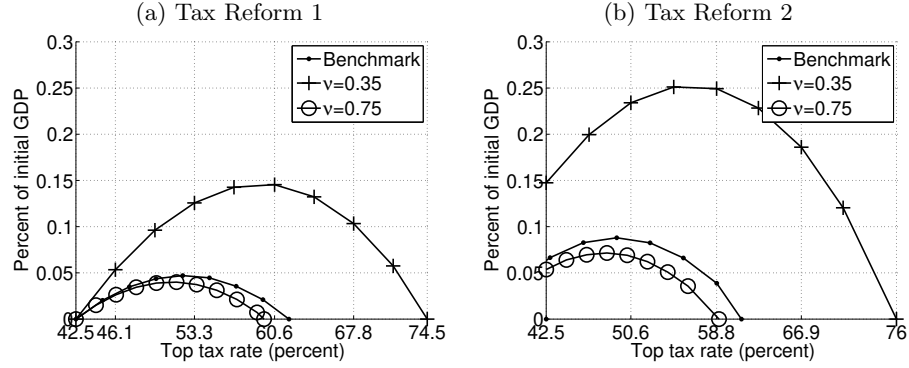 (a) Tax Reform 1
Percent of initial GDP
0.3
0.25
0.2
0.15
0.1
0.05
0
Benchmark
ν=0.35
ν=0.75
42.5 46.1 53.3 60.6 67.8 74.5
Top tax rate (percent)
(b) Tax Reform 2
Percent of initial GDP
0.3
0.25
0.2
0.15
0.1
0.05
0
Benchmark
ν=0.35
ν=0.75
42.5 50.6 58.8 66.9 76
Top tax rate (percent)